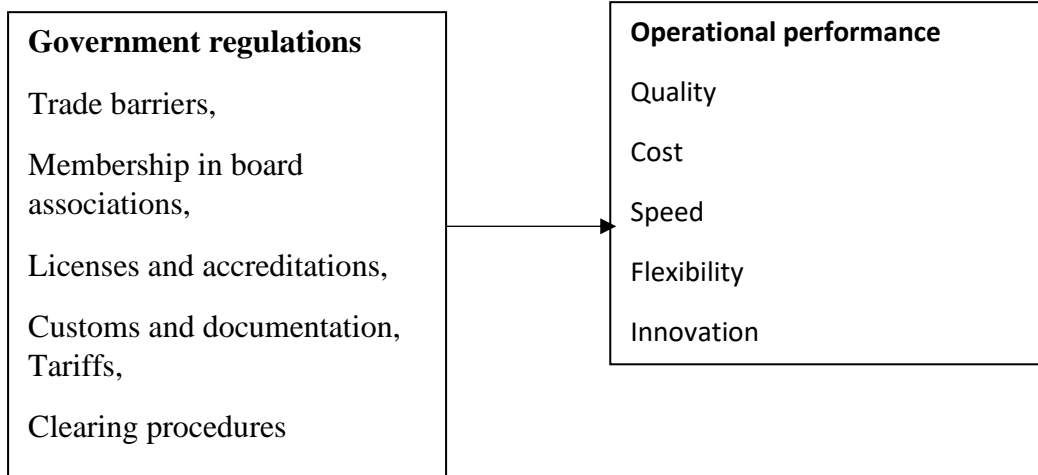 Government regulations
Trade barriers,
Membership in board
associations,
Licenses and accreditations,
Customs and documentation,
Tariffs,
Clearing procedures
Operational performance
Quality
Cost
Speed
Flexibility
Innovation